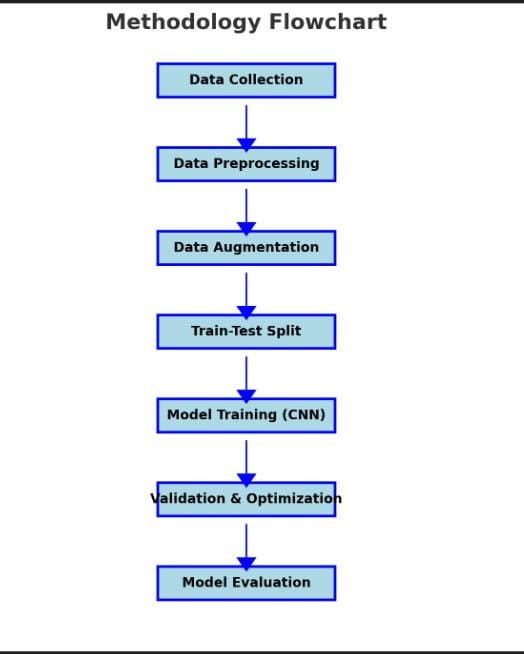 Methodology Flowchart
Data Collection
Data Preprocessing
Data Augmentation
Train-Test Split
Model Training (CNN)
Validation & Optimization
Model Evaluation